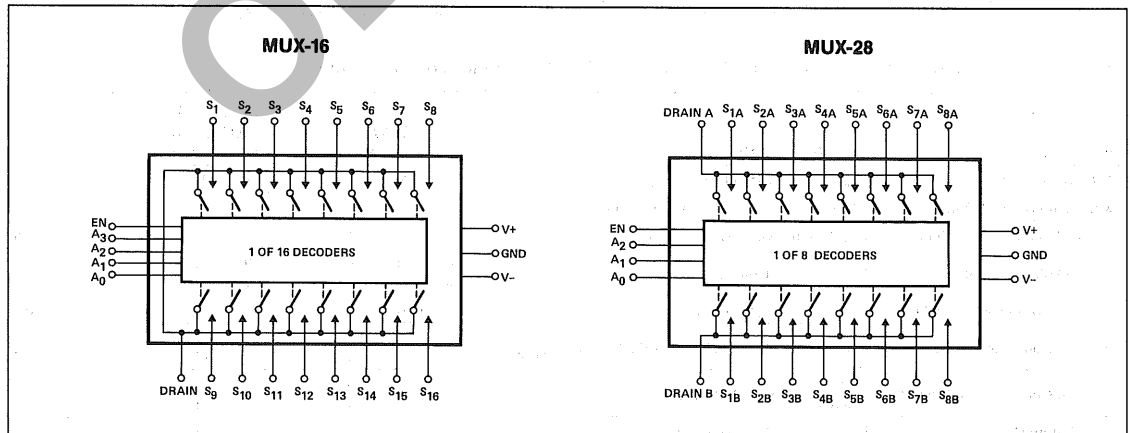 MUX-16
MUX-28
S1 S2 S3 S4 S5 S6 S7 S8
EN
A3
A2
A1
A0
1 OF 16 DECODERS
V+
GND
V–
DRAIN S9 S10 S11 S12 S13 S14 S15 S16
DRAIN A S1A S2A S3A S4A S5A S6A S7A S8A
EN
A2
A1
A0
1 OF 8 DECODERS
V+
GND
V–
DRAIN B S1B S2B S3B S4B S5B S6B S7B S8B